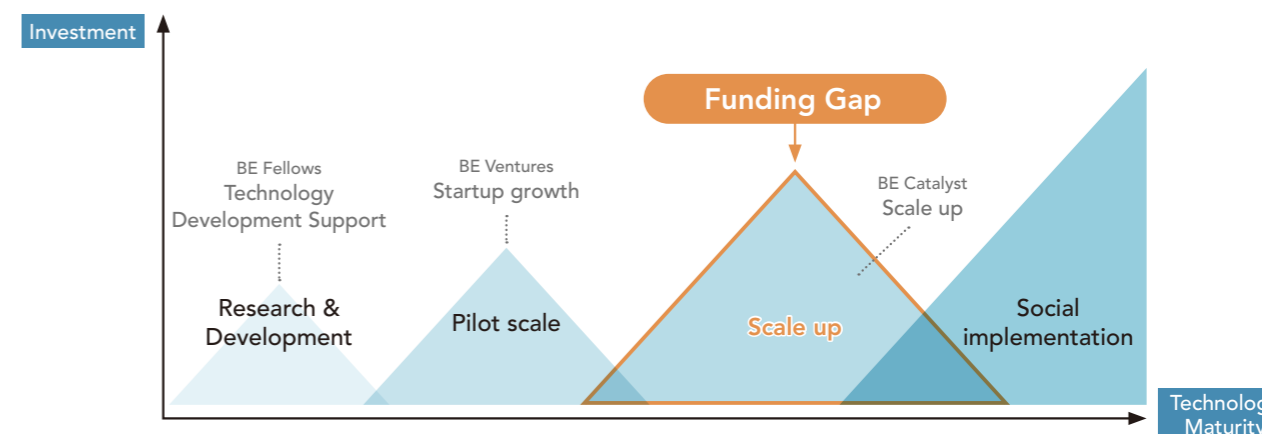 Investment
Funding Gap
BE Fellows
Technology
Development Support
BE Ventures
Startup growth
BE Catalyst
Scale up
Research &
Development
Pilot scale
Scale up
Social
implementation
Technolog
Maturity